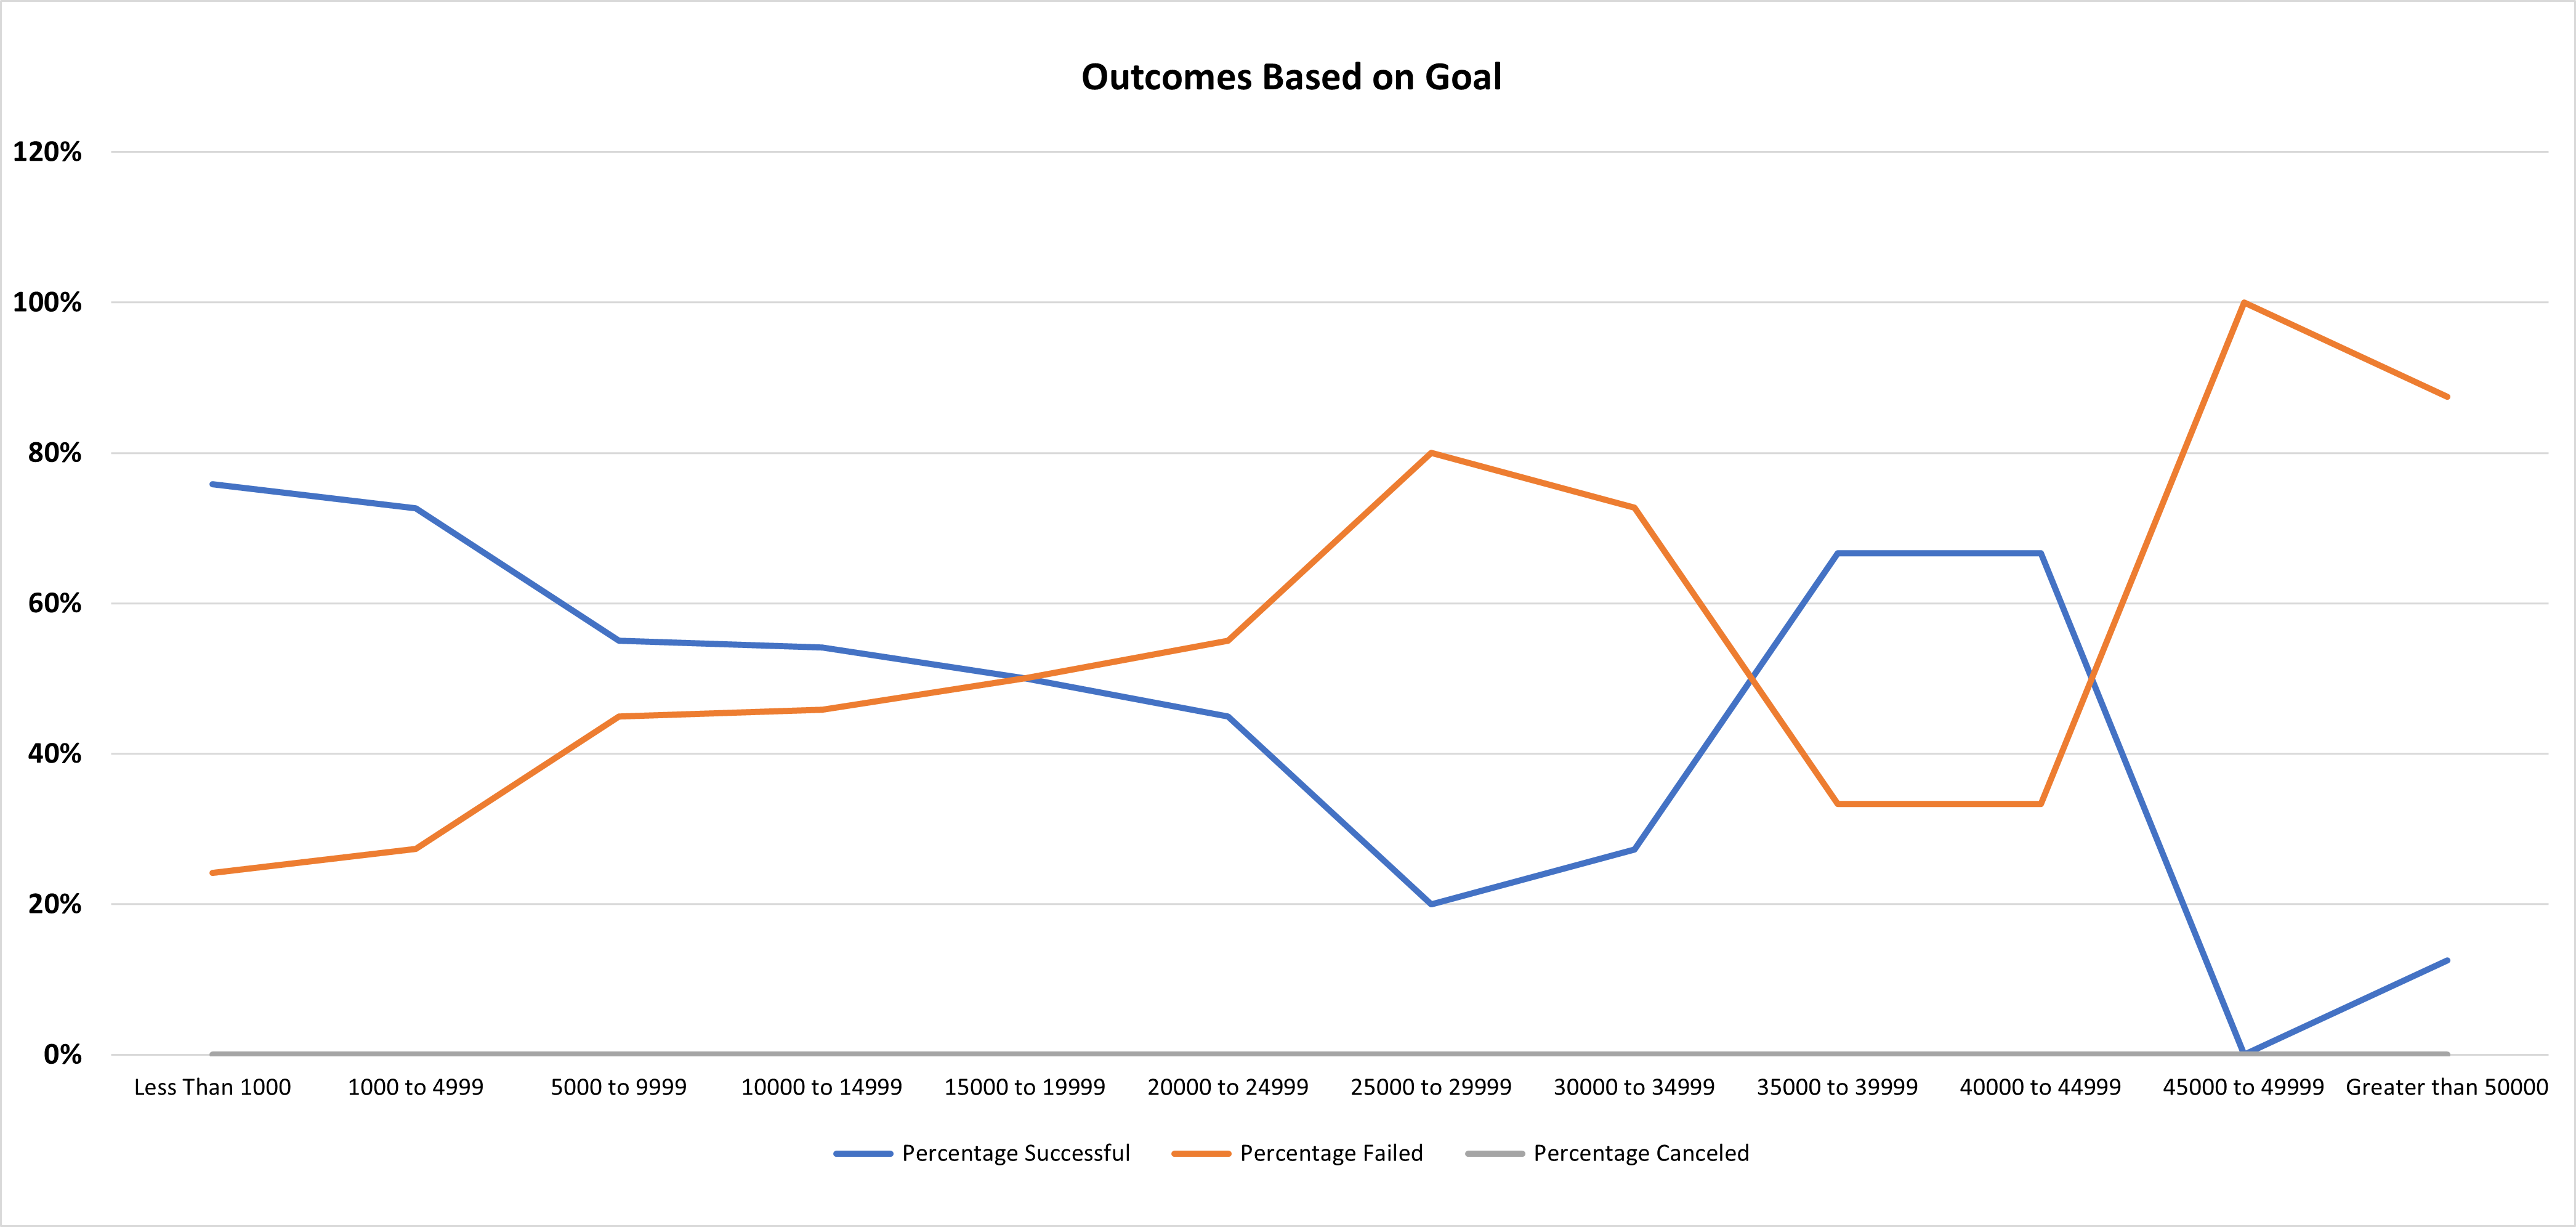 Outcomes Based on Goal
120%
100%
80%
60%
40%
20%
0%
Less Than 1000 1000 to 4999 5000 to 9999 10000 to 14999 15000 to 19999 20000 to 24999 25000 to 29999 30000 to 34999 35000 to 39999 40000 to 44999 45000 to 49999 Greater than 50000
Percentage Successful Percentage Failed Percentage Canceled